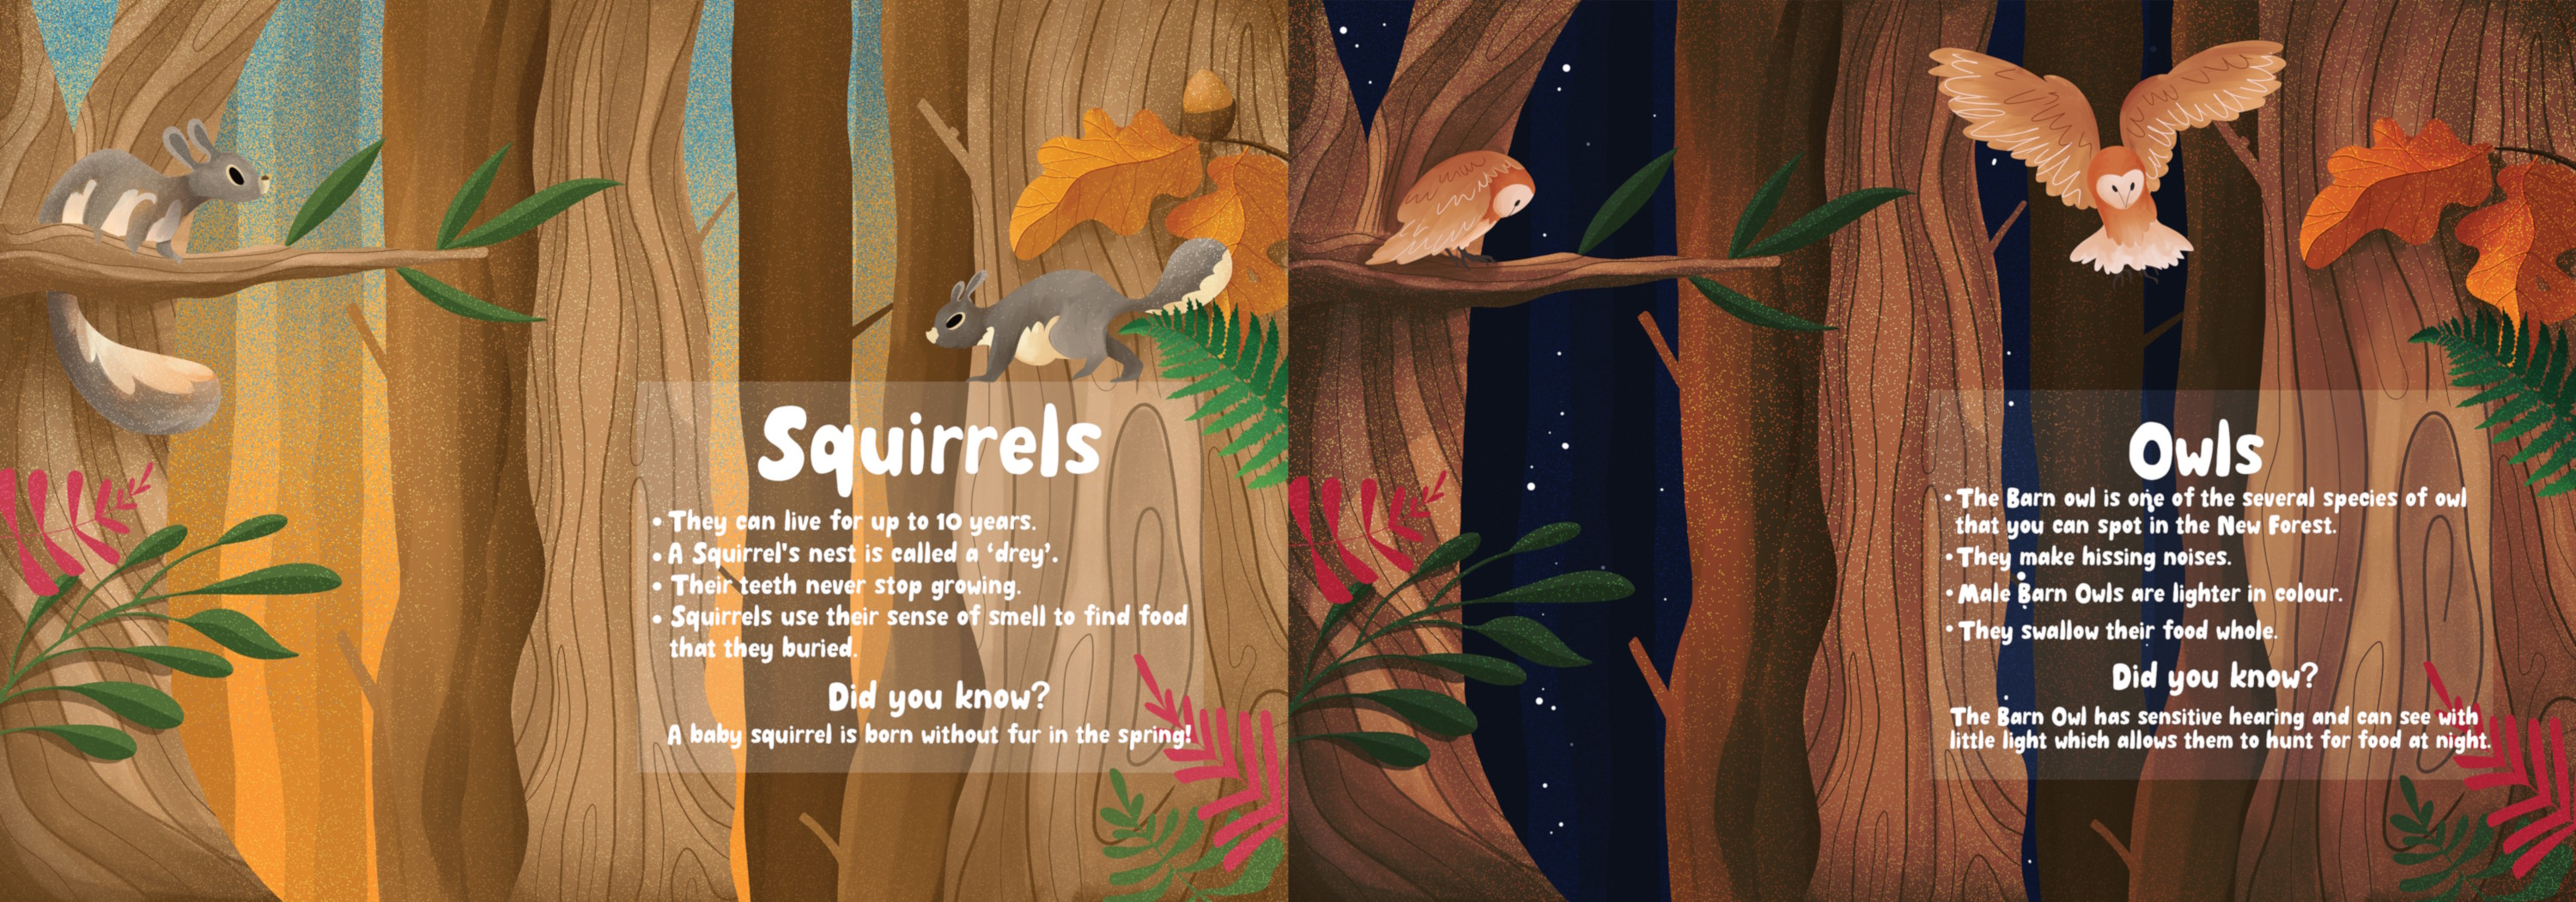 Squirrels
• They can live for up to 10 years.
• A Squirrel's nest is called a ‘drey’.
• Their teeth never stop growing.
• Squirrels use their sense of smell to find food
that they buried.
Did you know?
A baby squirrel is born without fur in the spring!
Owls
• The Barn owl is one of the several species of owl
that you can spot in the New Forest.
• They make hissing noises.
• Male Barn Owls are lighter in colour.
• They swallow their food whole.
Did you know?
The Barn Owl has sensitive hearing and can see with
little light which allows them to hunt for food at night.